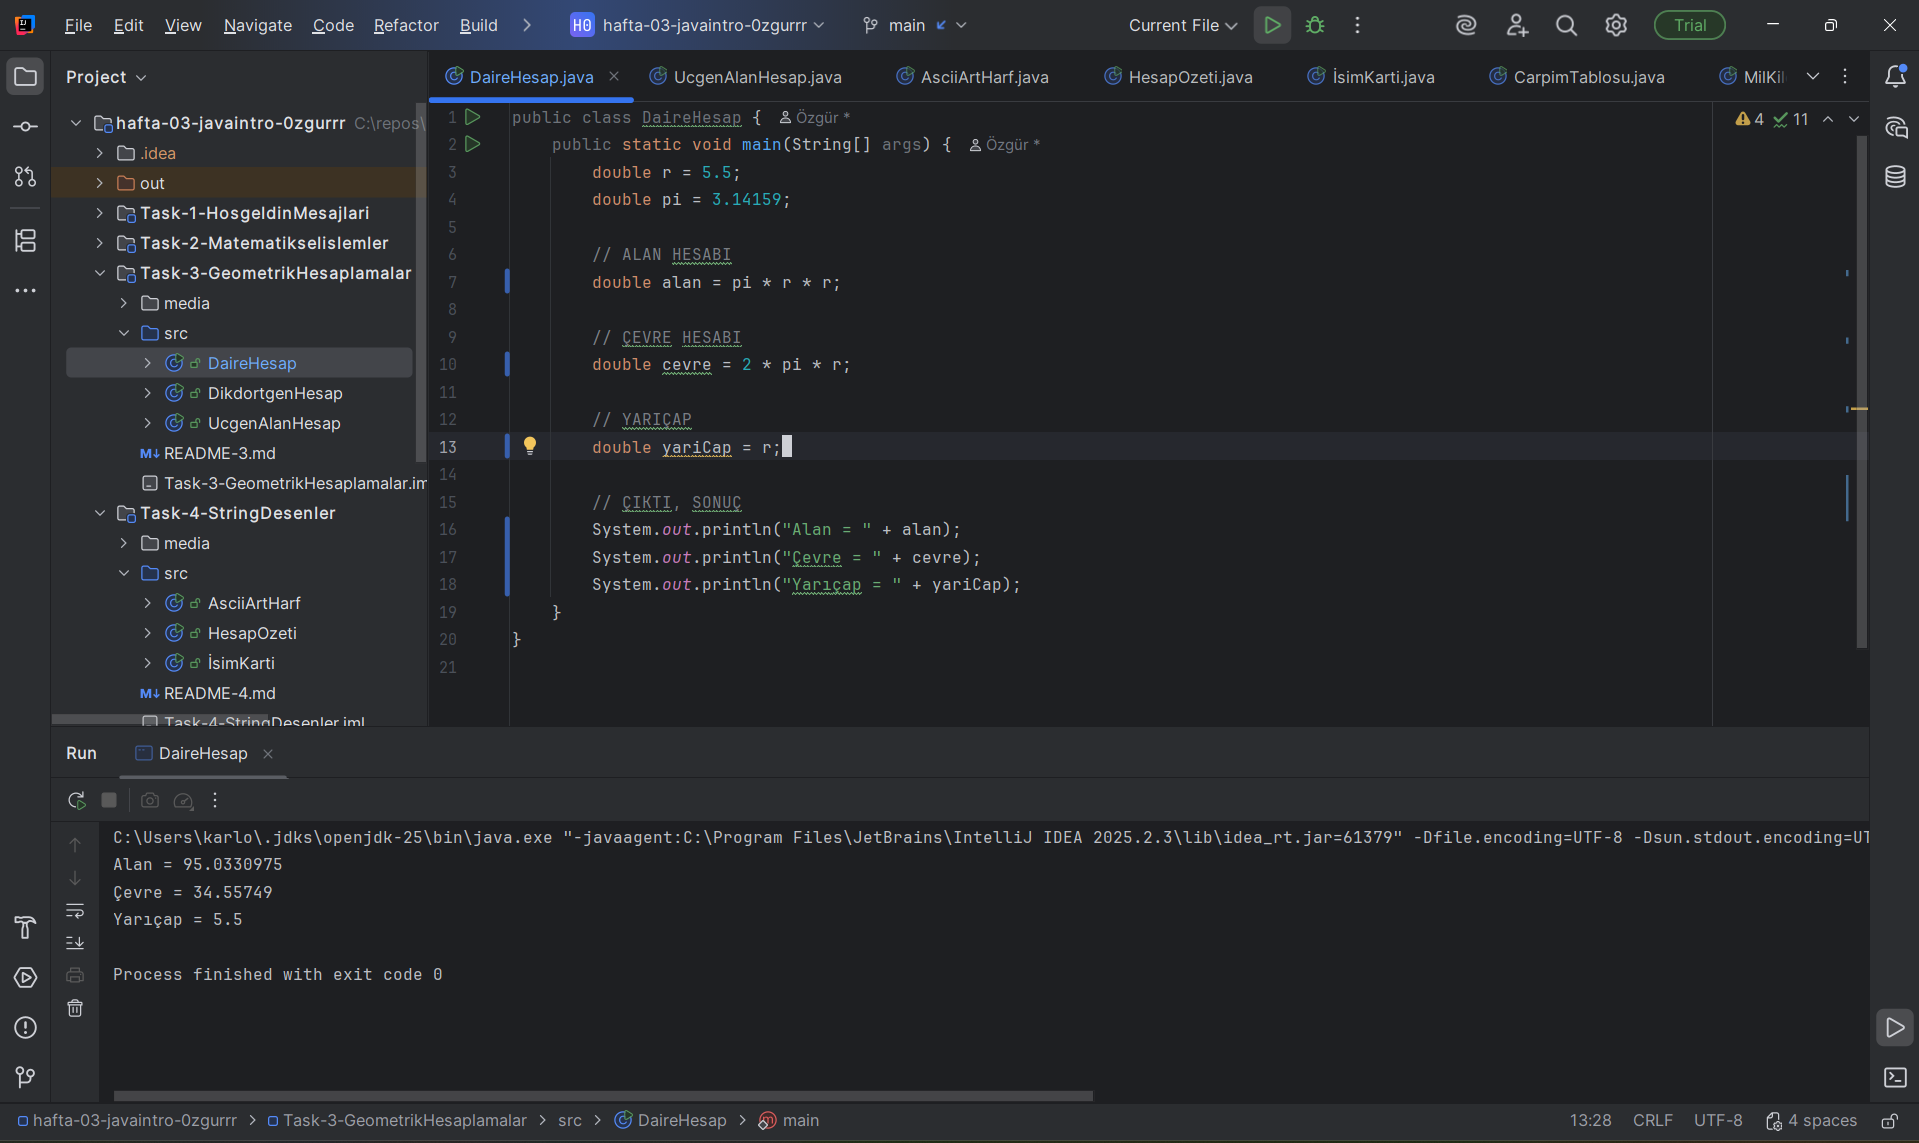 File Edit View Navigate Code Refactor Build H0 hafta-03-javaintro-0zgurrr main Current File Trial
Project
hafta-03-javaintro-0zgurrr C:\repos\
.idea
out
Task-1-HosgeldinMesajlari
Task-2-Matematikselislemler
Task-3-GeometrikHesaplamalar
media
src
DaireHesap
DikdortgenHesap
UcgenAlanHesap
README-3.md
Task-3-GeometrikHesaplamalar.im
Task-4-StringDesenler
media
src
AsciiArtHarf
HesapOzeti
İsimKarti
README-4.md
Task-4-StringDesenler.iml
DaireHesap.java UcgenAlanHesap.java AsciiArtHarf.java HesapOzeti.java İsimKarti.java CarpimTablosu.java MilKil
4 11
1 public class DaireHesap { Özgür *
2 public static void main(String[] args) { Özgür *
3 double r = 5.5;
4 double pi = 3.14159;
5
6 // ALAN HESABI
7 double alan = pi * r * r;
8
9 // ÇEVRE HESABI
10 double cevre = 2 * pi * r;
11
12 // YARIÇAP
13 double yariCap = r;
14
15 // ÇIKTI, SONUÇ
16 System.out.println("Alan = " + alan);
17 System.out.println("Çevre = " + cevre);
18 System.out.println("Yarıçap = " + yariCap);
19 }
20 }
21
Run DaireHesap
C:\Users\karlo\.jdks\openjdk-25\bin\java.exe "-javaagent:C:\Program Files\JetBrains\IntelliJ IDEA 2025.2.3\lib\idea_rt.jar=61379" -Dfile.encoding=UTF-8 -Dsun.stdout.encoding=UT
Alan = 95.0330975
Çevre = 34.55749
Yarıçap = 5.5
Process finished with exit code 0
hafta-03-javaintro-0zgurrr > Task-3-GeometrikHesaplamalar > src > DaireHesap > main 13:28 CRLF UTF-8 4 spaces